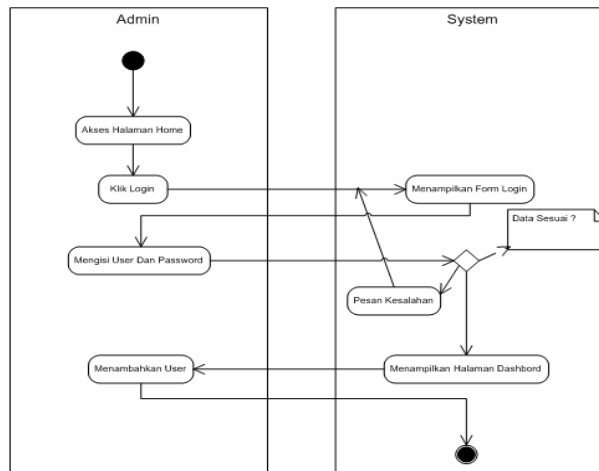 Admin
System
Akses Halaman Home
Klik Login
Menampilkan Form Login
Data Sesuai ?
Mengisi User Dan Password
Pesan Kesalahan
Menambahkan User
Menampilkan Halaman Dashbord